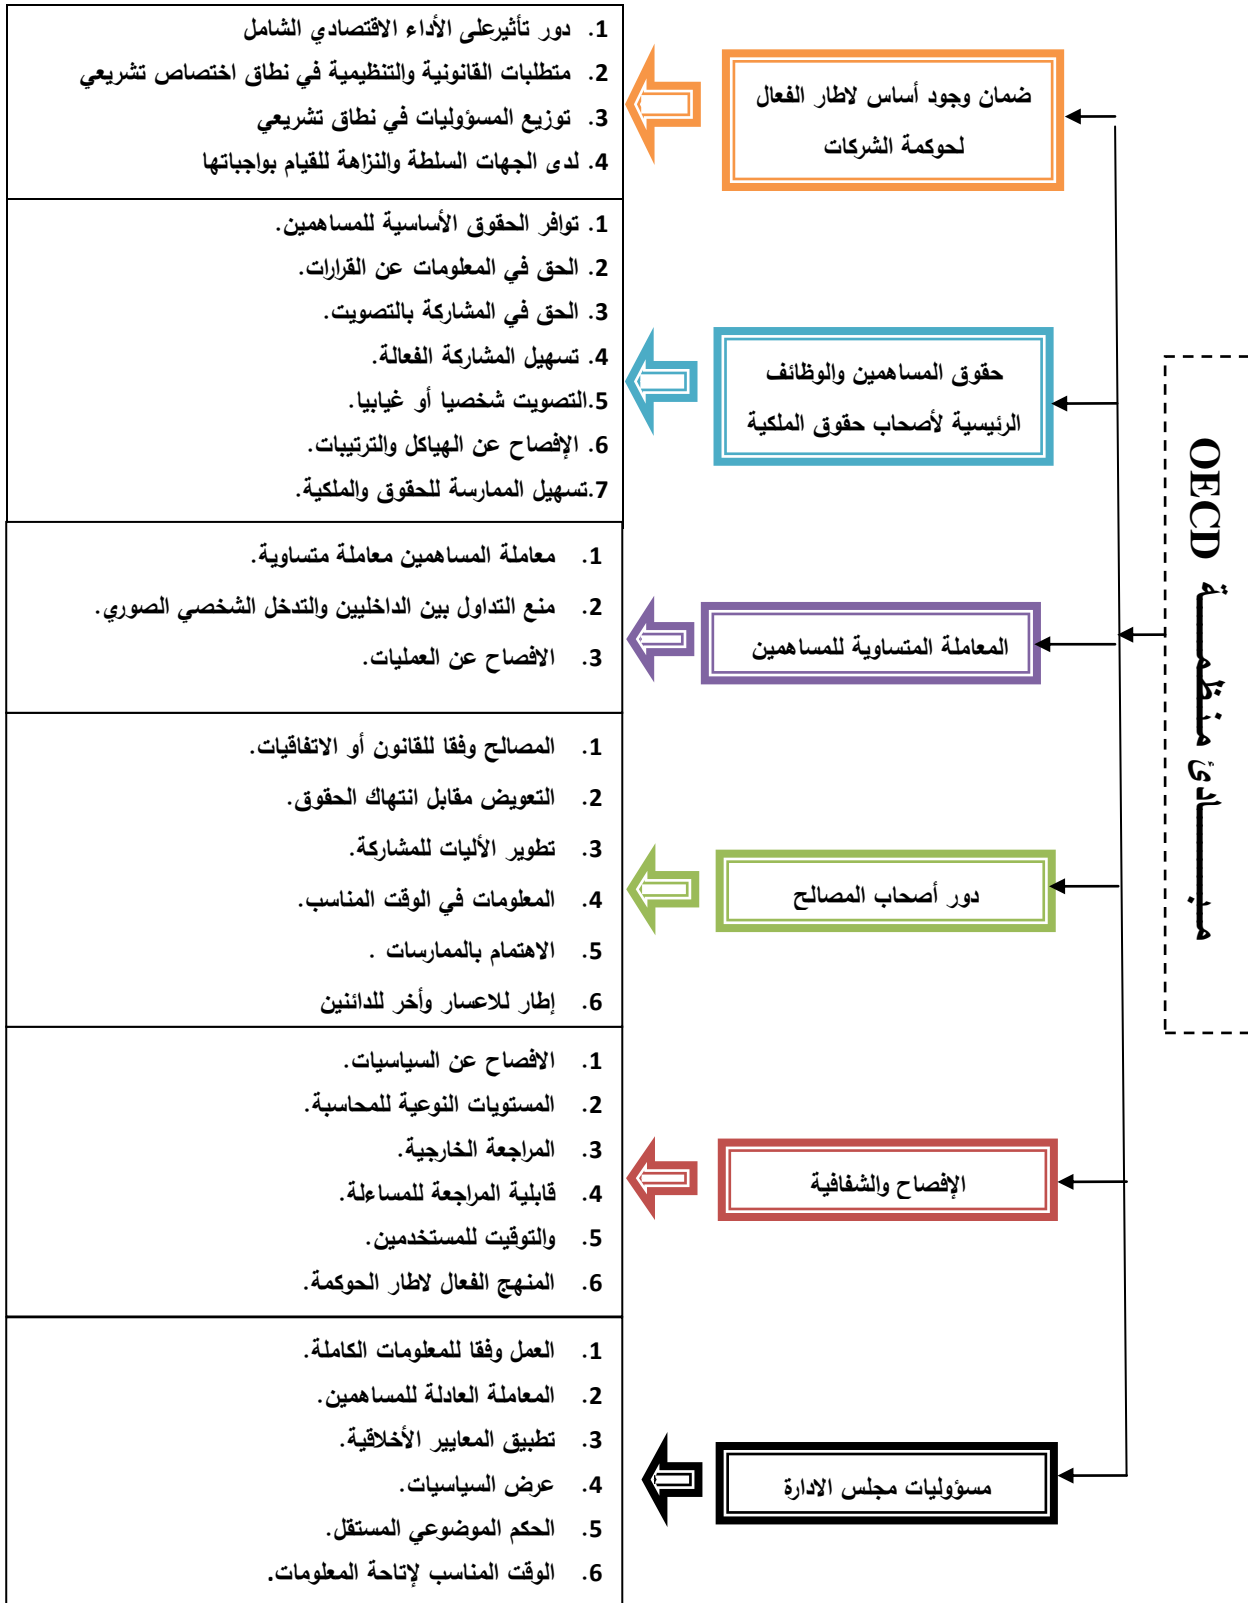 مبـــــادئ منظمـــــة OECD
ضمان وجود أساس لاطار الفعال
لحوكمة الشركات
1. دور تأثيرعلى الأداء الاقتصادي الشامل
2. متطلبات القانونية والتنظيمية في نطاق اختصاص تشريعي
3. توزيع المسؤوليات في نطاق تشريعي
4. لدى الجهات السلطة والنزاهة للقيام بواجباتها
حقوق المساهمين والوظائف
الرئيسية لأصحاب حقوق الملكية
1. توافر الحقوق الأساسية للمساهمين.
2. الحق في المعلومات عن القرارات.
3. الحق في المشاركة بالتصويت.
4. تسهيل المشاركة الفعالة.
5.التصويت شخصيا أو غيابيا.
6. الإفصاح عن الهياكل والترتيبات.
7.تسهيل الممارسة للحقوق والملكية.
المعاملة المتساوية للمساهمين
1. معاملة المساهمين معاملة متساوية.
2. منع التداول بين الداخليين والتدخل الشخصي الصوري.
3. الافصاح عن العمليات.
دور أصحاب المصالح
1. المصالح وفقا للقانون أو الاتفاقيات.
2. التعويض مقابل انتهاك الحقوق.
3. تطوير الأليات للمشاركة.
4. المعلومات في الوقت المناسب.
5. الاهتمام بالممارسات .
6. إطار للاعسار وأخر للدائنين
الإفصاح والشفافية
1. الافصاح عن السياسيات.
2. المستويات النوعية للمحاسبة.
3. المراجعة الخارجية.
4. قابلية المراجعة للمساءلة.
5. والتوقيت للمستخدمين.
6. المنهج الفعال لاطار الحوكمة.
مسؤوليات مجلس الادارة
1. العمل وفقا للمعلومات الكاملة.
2. المعاملة العادلة للمساهمين.
3. تطبيق المعايير الأخلاقية.
4. عرض السياسيات.
5. الحكم الموضوعي المستقل.
6. الوقت المناسب لإتاحة المعلومات.